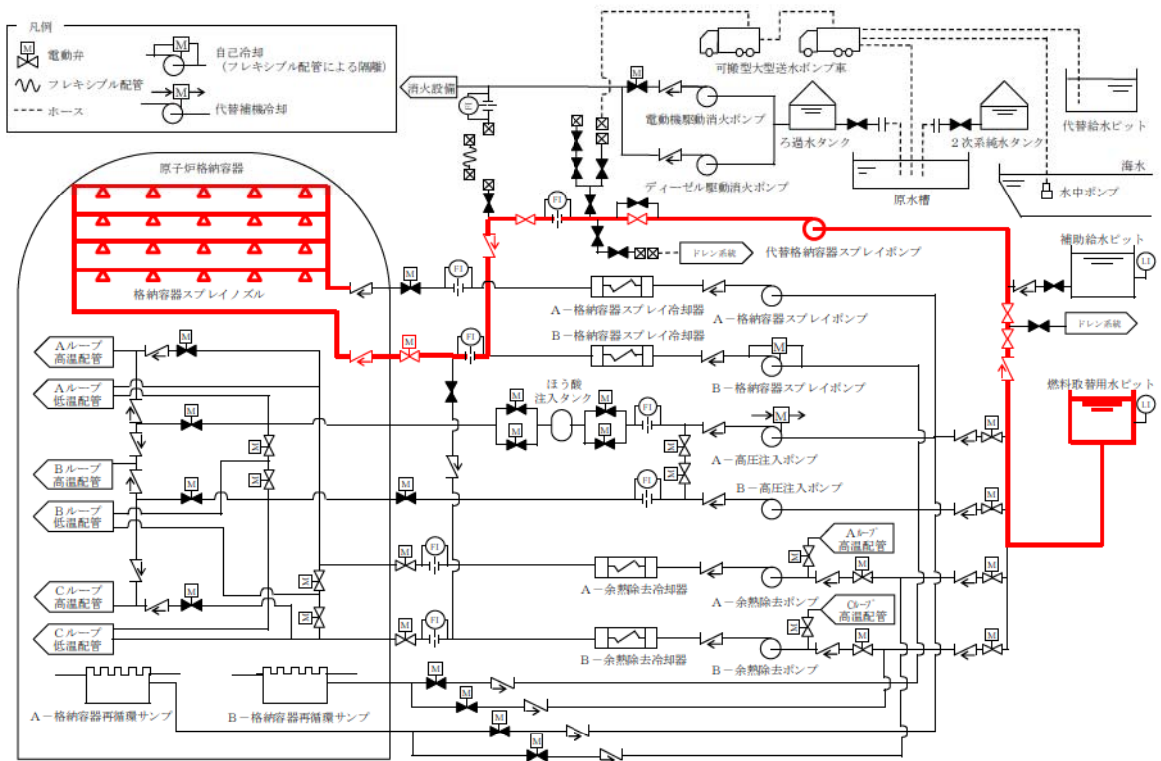 凡例
M
電動弁
フレキシブル配管
ホース
M
自己冷却
(フレキシブル配管による隔離)
M
代替補機冷却
消火設備
FI
M
電動機駆動消火ポンプ
ディーゼル駆動消火ポンプ
可搬型大型送水ポンプ車
ろ過水タンク
2次系純水タンク
原水槽
代替給水ピット
海水
水中ポンプ
原子炉格納容器
格納容器スプレイノズル
FI
代替格納容器スプレイポンプ
ドレン系統
補助給水ピット
LI
ドレン系統
燃料取替用水ピット
LI
M
FI
A-格納容器スプレイ冷却器
A-格納容器スプレイポンプ
B-格納容器スプレイ冷却器
M
FI
M
B-格納容器スプレイポンプ
Aループ
高温配管
M
Aループ
低温配管
M
ほう酸
注入タンク
M
M
M
M
FI
M
A-高圧注入ポンプ
M
M
M
M
M
Bループ
高温配管
M
M
FI
B-高圧注入ポンプ
M
Bループ
低温配管
Aループ
高温配管
M
M
FI
A-余熱除去冷却器
A-余熱除去ポンプ
M
M
M
Cループ
高温配管
M
M
Cループ
高温配管
M
Cループ
低温配管
M
FI
B-余熱除去冷却器
B-余熱除去ポンプ
M
M
M
A-格納容器再循環サンプ
B-格納容器再循環サンプ
M
M
M
M